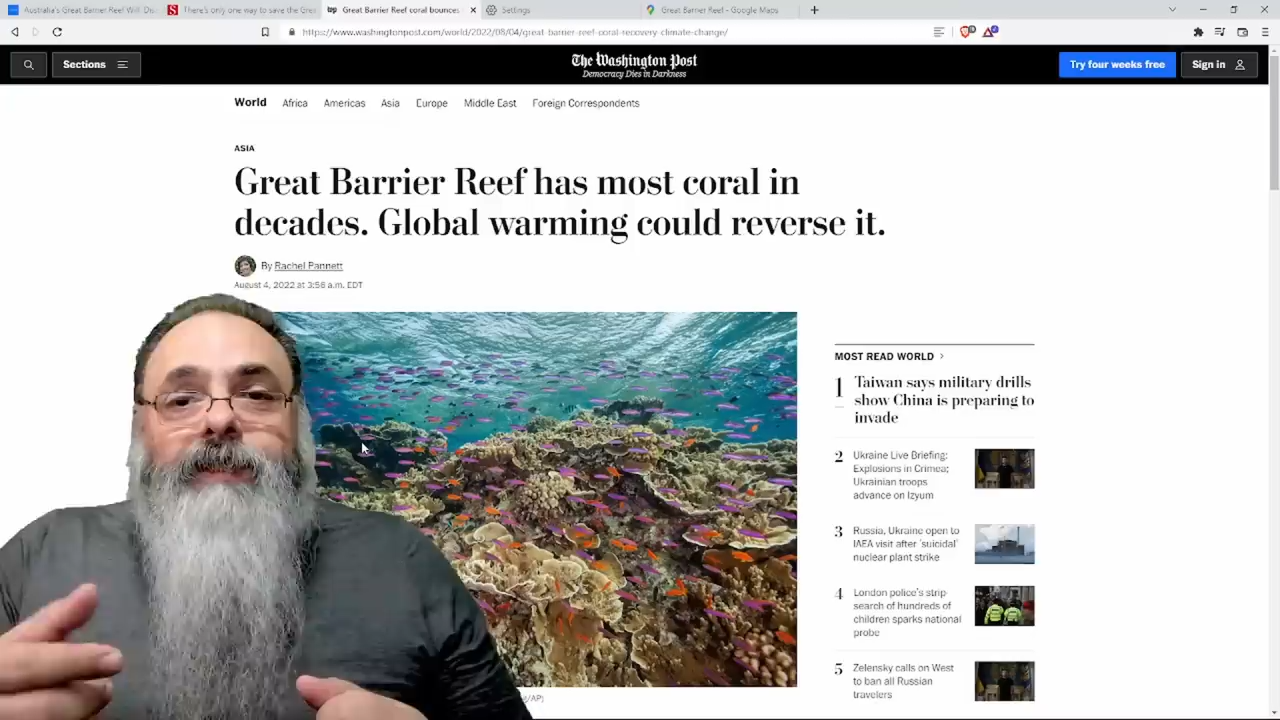 Australia's Great Barrier Reef Will Dis
There's only one way to save the Gre
Great Barrier Reef coral bounces
Settings
Great Barrier Reef - Google Maps
https://www.washingtonpost.com/world/2022/08/04/great-barrier-reef-coral-recovery-climate-change/
Sections
The Washington Post
Democracy Dies in Darkness
Try four weeks free
Sign in
World
Africa
Americas
Asia
Europe
Middle East
Foreign Correspondents
ASIA
Great Barrier Reef has most coral in
decades. Global warming could reverse it.
By Rachel Pannett
August 4, 2022 at 3:56 a.m. EDT
MOST READ WORLD
1
Taiwan says military drills
show China is preparing to
invade
2
Ukraine Live Briefing:
Explosions in Crimea;
Ukrainian troops
advance on Izyum
3
Russia, Ukraine open to
IAEA visit after 'suicidal'
nuclear plant strike
4
London police's strip-
search of hundreds of
children sparks national
probe
5
Zelensky calls on West
to ban all Russian
travelers
/AP)